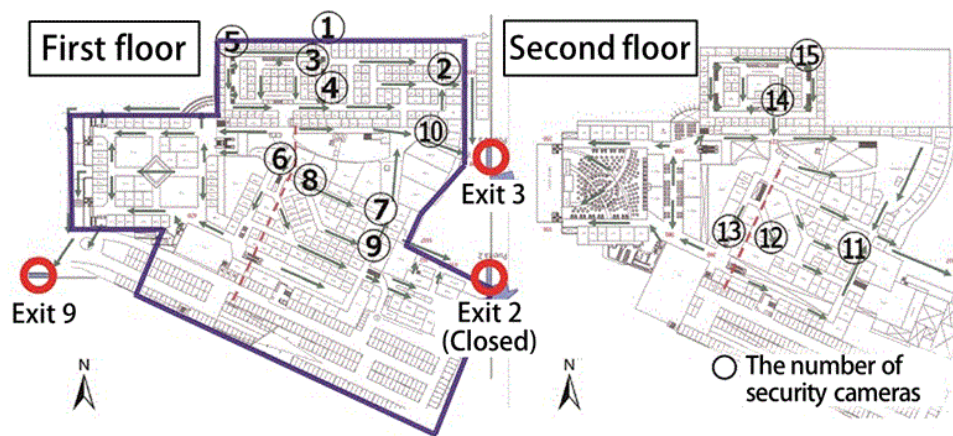 First floor
1
5
3
2
4
10
6
8
7
9
Exit 3
Exit 9
Exit 2
(Closed)
N
Second floor
15
14
13
12
11
N
The number of
security cameras